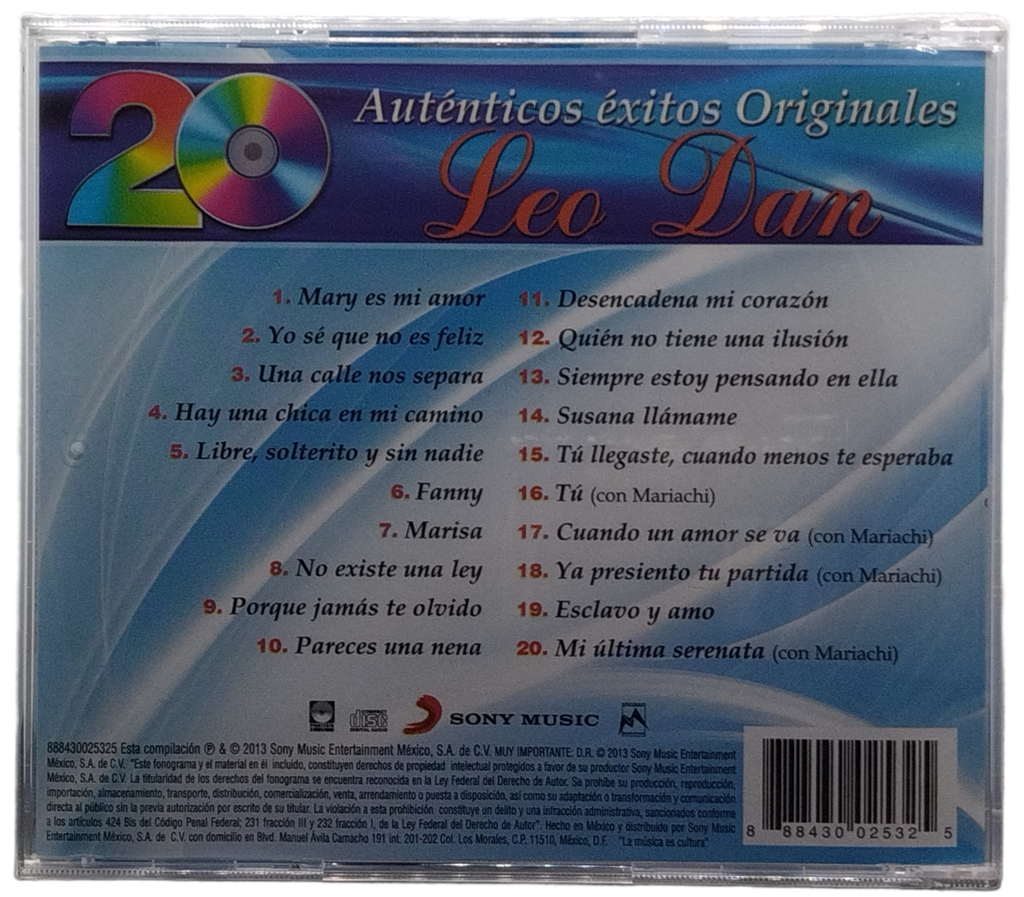 20 Auténticos éxitos Originales
Leo Dan
1. Mary es mi amor
2. Yo sé que no es feliz
3. Una calle nos separa
4. Hay una chica en mi camino
5. Libre, solterito y sin nadie
6. Fanny
7. Marisa
8. No existe una ley
9. Porque jamás te olvido
10. Pareces una nena
11. Desencadena mi corazón
12. Quién no tiene una ilusión
13. Siempre estoy pensando en ella
14. Susana llámame
15. Tú llegaste, cuando menos te esperaba
16. Tú (con Mariachi)
17. Cuando un amor se va (con Mariachi)
18. Ya presiento tu partida (con Mariachi)
19. Esclavo y amo
20. Mi última serenata (con Mariachi)
COMPACT
disc
DIGITAL AUDIO
SONY MUSIC
888430025325 Esta compilación ℗ & © 2013 Sony Music Entertainment México, S.A. de C.V. MUY IMPORTANTE: D.R. © 2013 Sony Music Entertainment
México, S.A. de C.V. "Este fonograma y el material en él incluido, constituyen derechos de propiedad intelectual protegidos a favor de su productor Sony Music Entertainment
México, S.A. de C.V. La titularidad de los derechos del fonograma se encuentra reconocida en la Ley Federal del Derecho de Autor. Se prohíbe su producción, reproducción,
importación, almacenamiento, transporte, distribución, comercialización, venta, arrendamiento o puesta a disposición, así como su adaptación o transformación y comunicación
directa al público sin la previa autorización por escrito de su titular. La violación a esta prohibición constituye un delito y una infracción administrativa, sancionados conforme
a los artículos 424 Bis del Código Penal Federal; 231 fracción III y 232 fracción I, de la Ley Federal del Derecho de Autor". Hecho en México y distribuido por Sony Music
Entertainment México, S.A. de C.V. con domicilio en Blvd. Manuel Ávila Camacho 191 int. 201-202 Col. Los Morales, C.P. 11510, México, D.F. "La música es cultura"
8 88430 02532 5